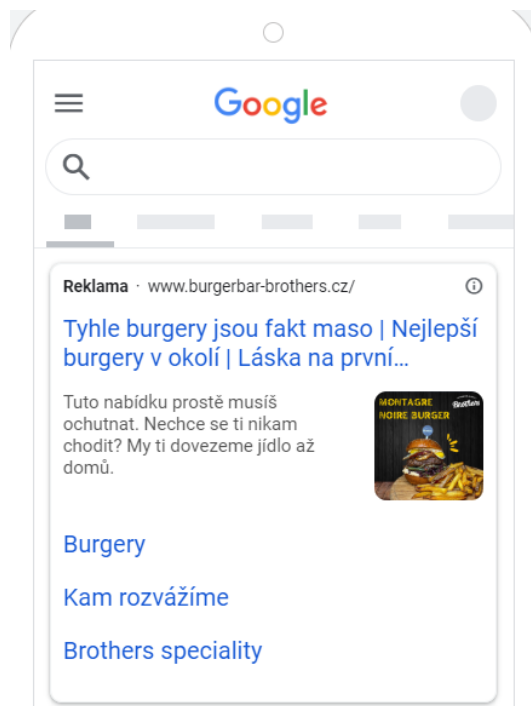 Google
Reklama · www.burgerbar-brothers.cz/
Tyhle burgery jsou fakt maso | Nejlepší
burgery v okolí | Láska na první...
Tuto nabídku prostě musíš
ochutnat. Nechce se ti nikam
chodit? My ti dovezeme jídlo až
domů.
MONTAGRE
NOIRE BURGER
Brothers
Burgery
Kam rozvážíme
Brothers speciality